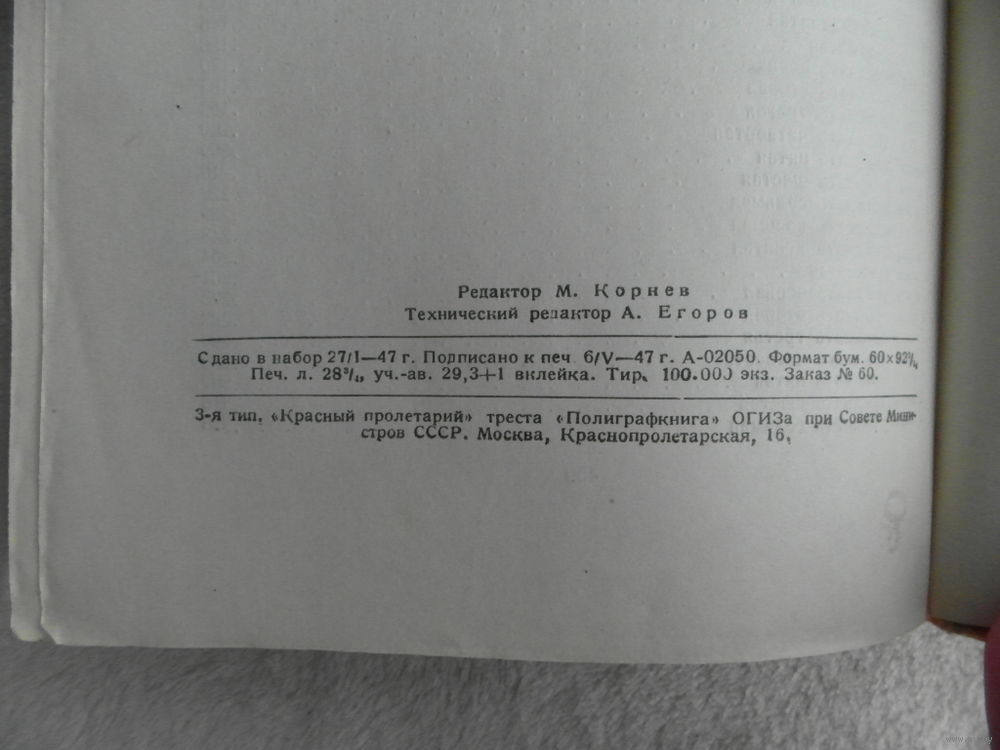 Редактор М. Корнев
Технический редактор А. Егоров
Сдано в набор 27/I—47 г. Подписано к печ. 6/V—47 г. А-02050. Формат бум. 60×92¹/₁₆
Печ. л. 28³/₄, уч.-ав. 29,3+1 вклейка. Тир. 100.000 экз. Заказ № 60.
3-я тип. «Красный пролетарий» треста «Полиграфкнига» ОГИЗа при Совете Мини-
стров СССР. Москва, Краснопролетарская, 16.